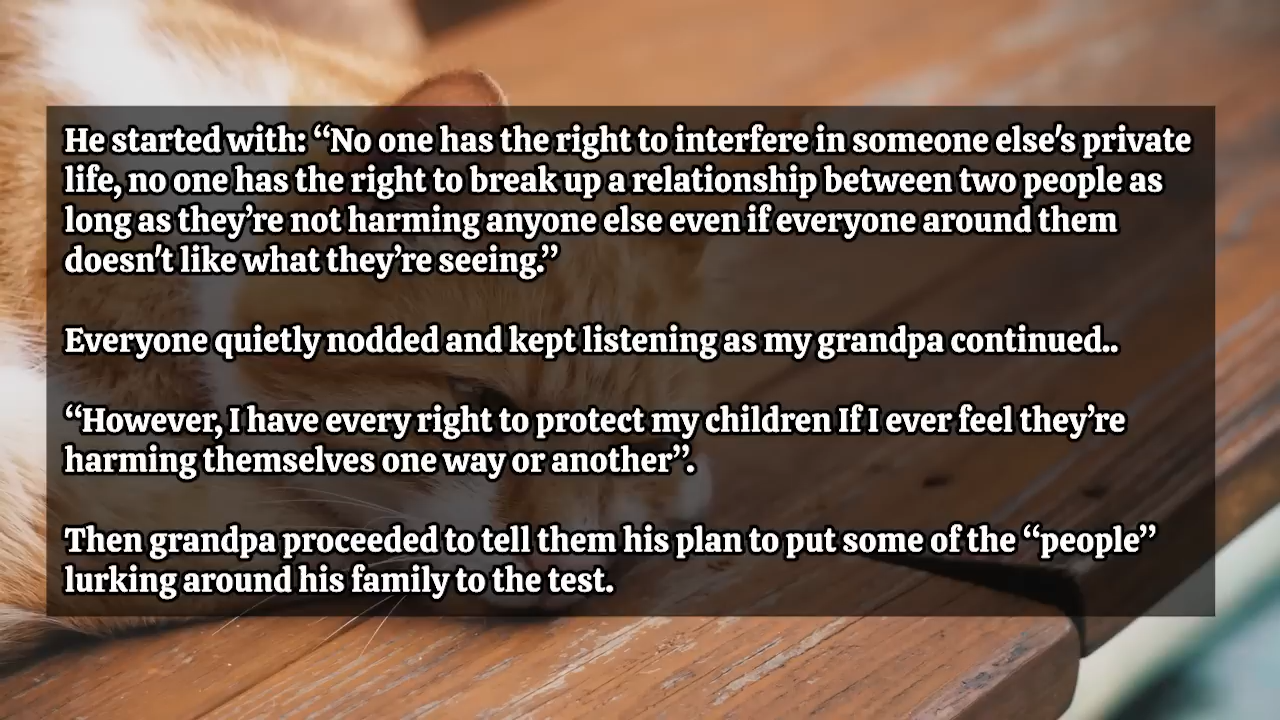 He started with: “No one has the right to interfere in someone else's private
life, no one has the right to break up a relationship between two people as
long as they’re not harming anyone else even if everyone around them
doesn't like what they’re seeing.”
Everyone quietly nodded and kept listening as my grandpa continued..
“However, I have every right to protect my children If I ever feel they’re
harming themselves one way or another”.
Then grandpa proceeded to tell them his plan to put some of the “people”
lurking around his family to the test.